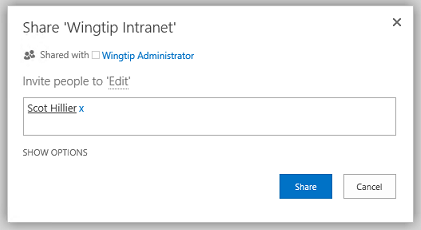 Share 'Wingtip Intranet'
Shared with Wingtip Administrator
Invite people to 'Edit'
Scot Hillier x
SHOW OPTIONS
Share Cancel